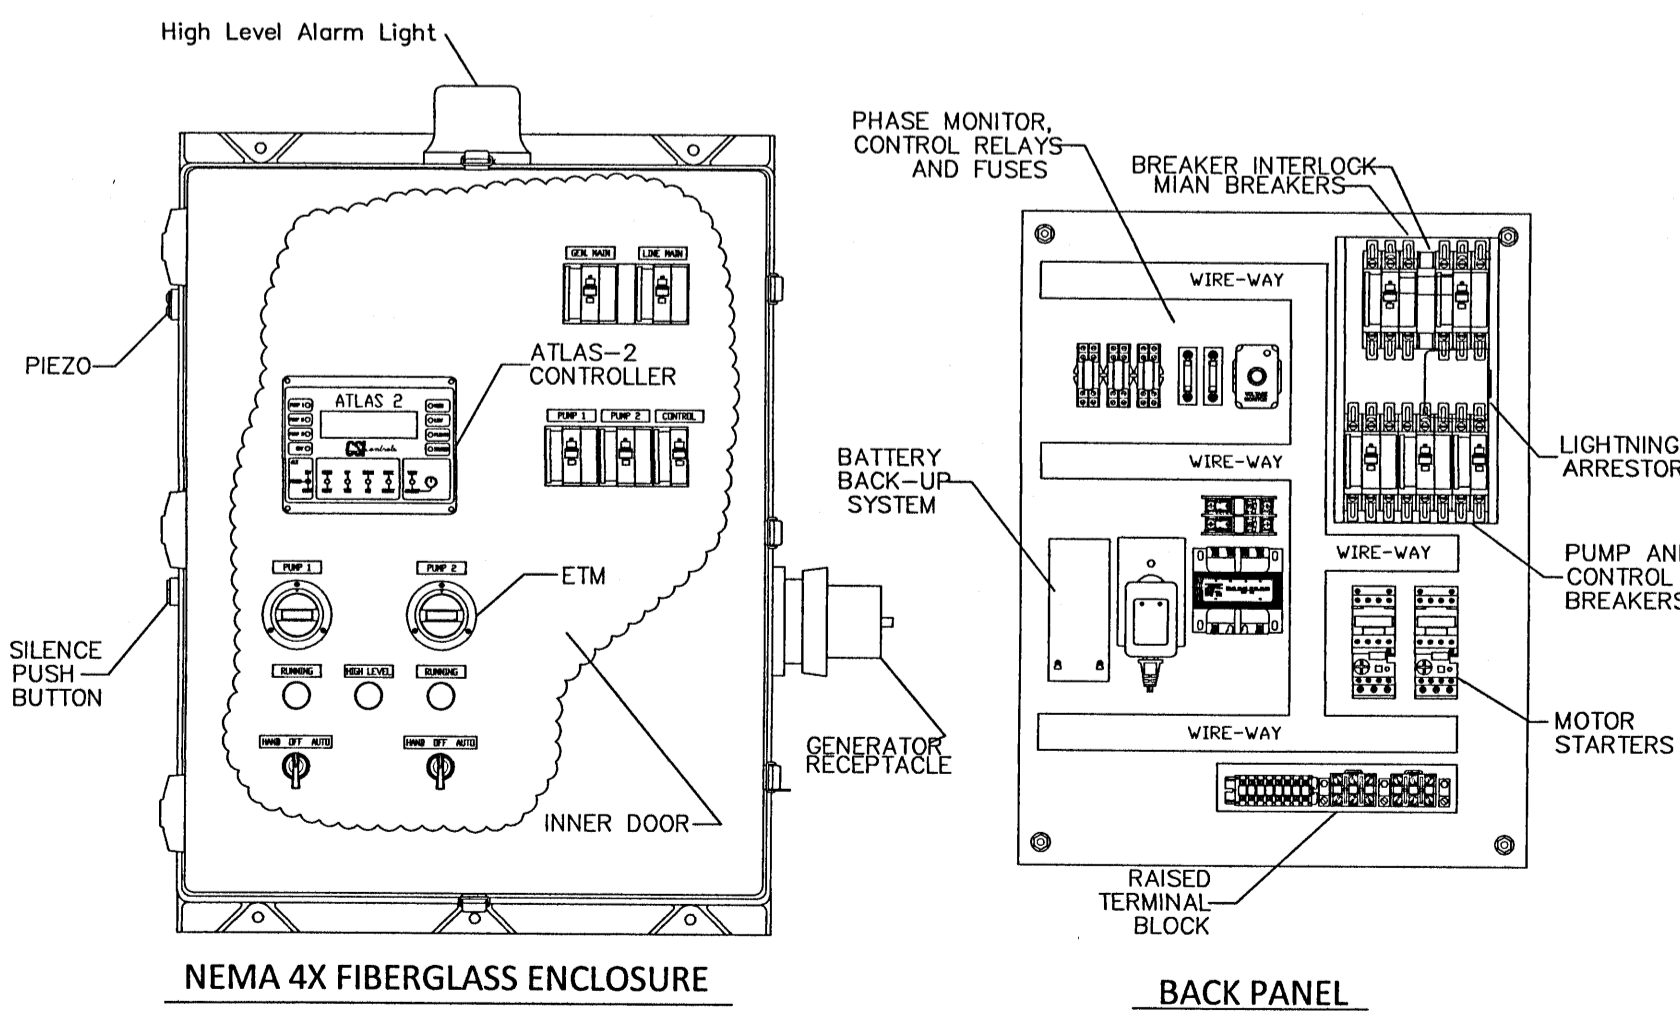 High Level Alarm Light
PIEZO
SILENCE
PUSH
BUTTON
GEN. MAIN
LINE MAIN
ATLAS-2
CONTROLLER
ATLAS 2
CSI controls
PUMP 1
PUMP 2
CONTROL
PUMP 1
PUMP 2
ETM
RUNNING
HIGH LEVEL
RUNNING
HAND OFF AUTO
HAND OFF AUTO
INNER DOOR
GENERATOR
RECEPTACLE
NEMA 4X FIBERGLASS ENCLOSURE
PHASE MONITOR,
CONTROL RELAYS
AND FUSES
BREAKER INTERLOCK
MIAN BREAKERS
WIRE-WAY
WIRE-WAY
BATTERY
BACK-UP
SYSTEM
LIGHTNING
ARRESTOR
WIRE-WAY
PUMP AN
CONTROL
BREAKERS
MOTOR
STARTERS
WIRE-WAY
RAISED
TERMINAL
BLOCK
BACK PANEL